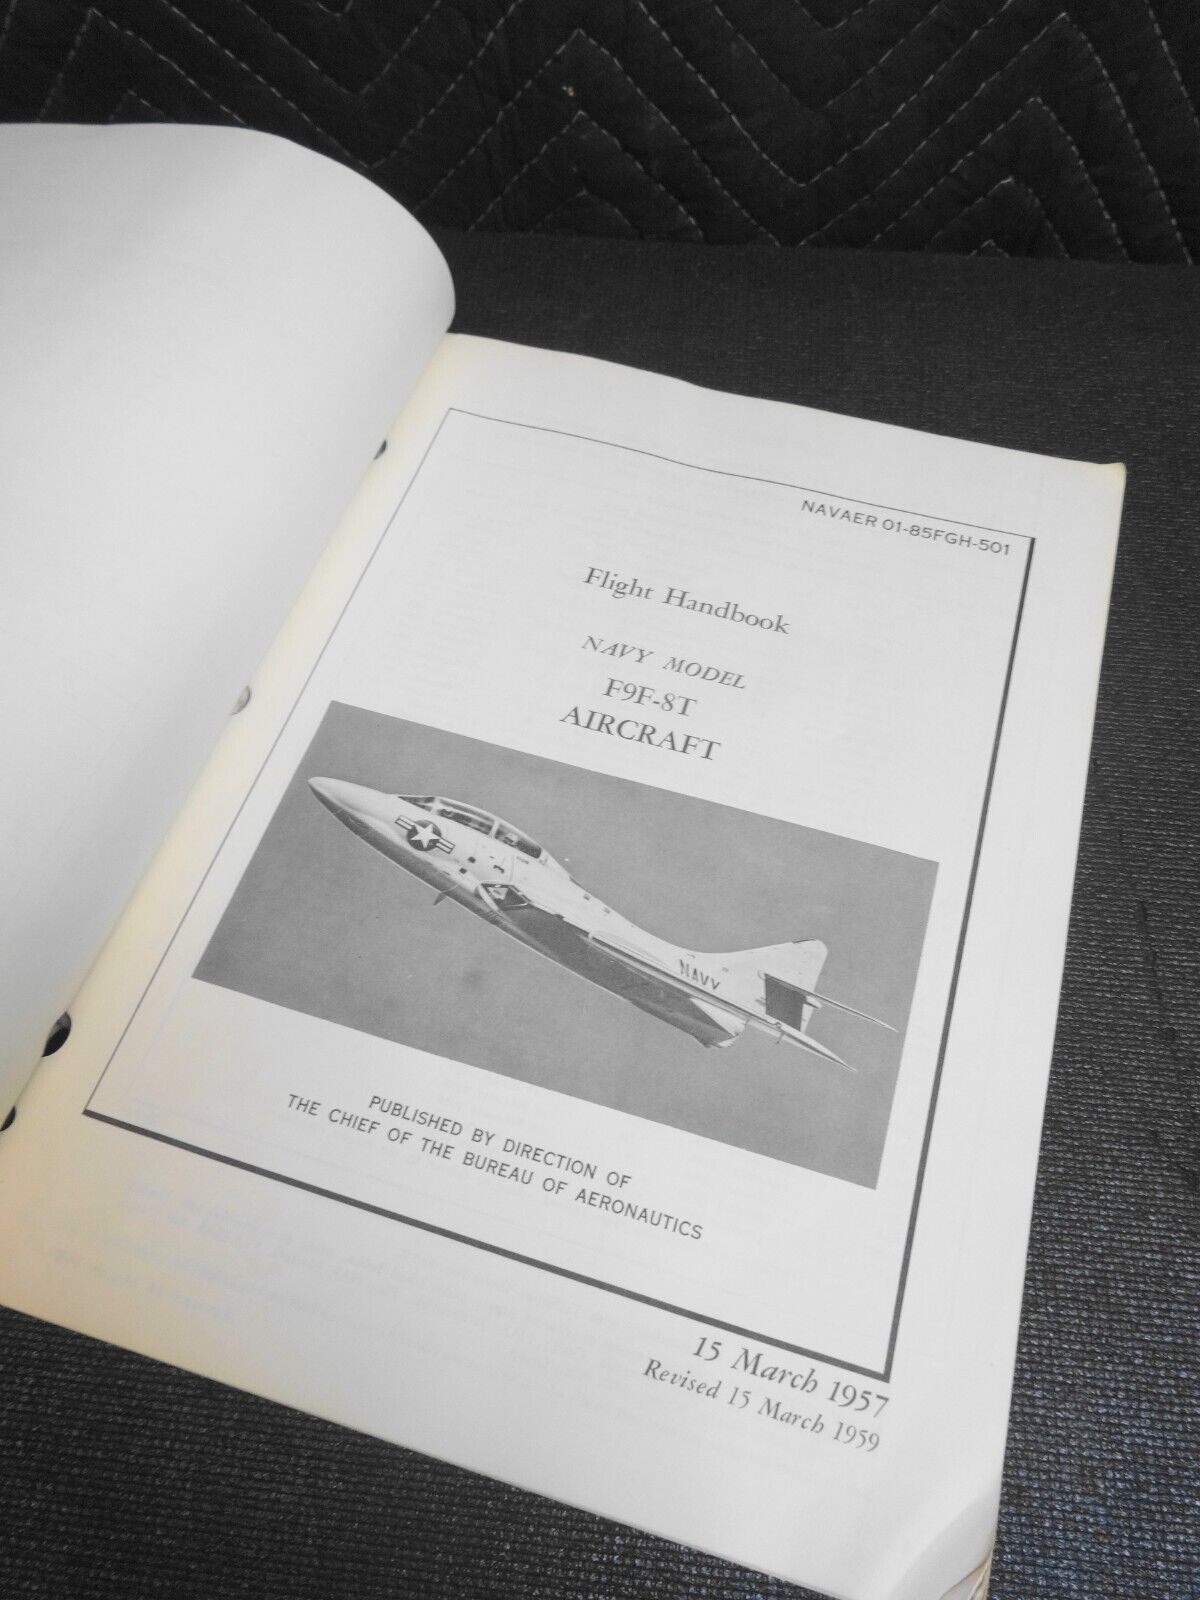 NAVAER 01-85FGH-501
Flight Handbook
NAVY MODEL
F9F-8T
AIRCRAFT
NAVY
PUBLISHED BY DIRECTION OF
THE CHIEF OF THE BUREAU OF AERONAUTICS
15 March 1957
Revised 15 March 1959